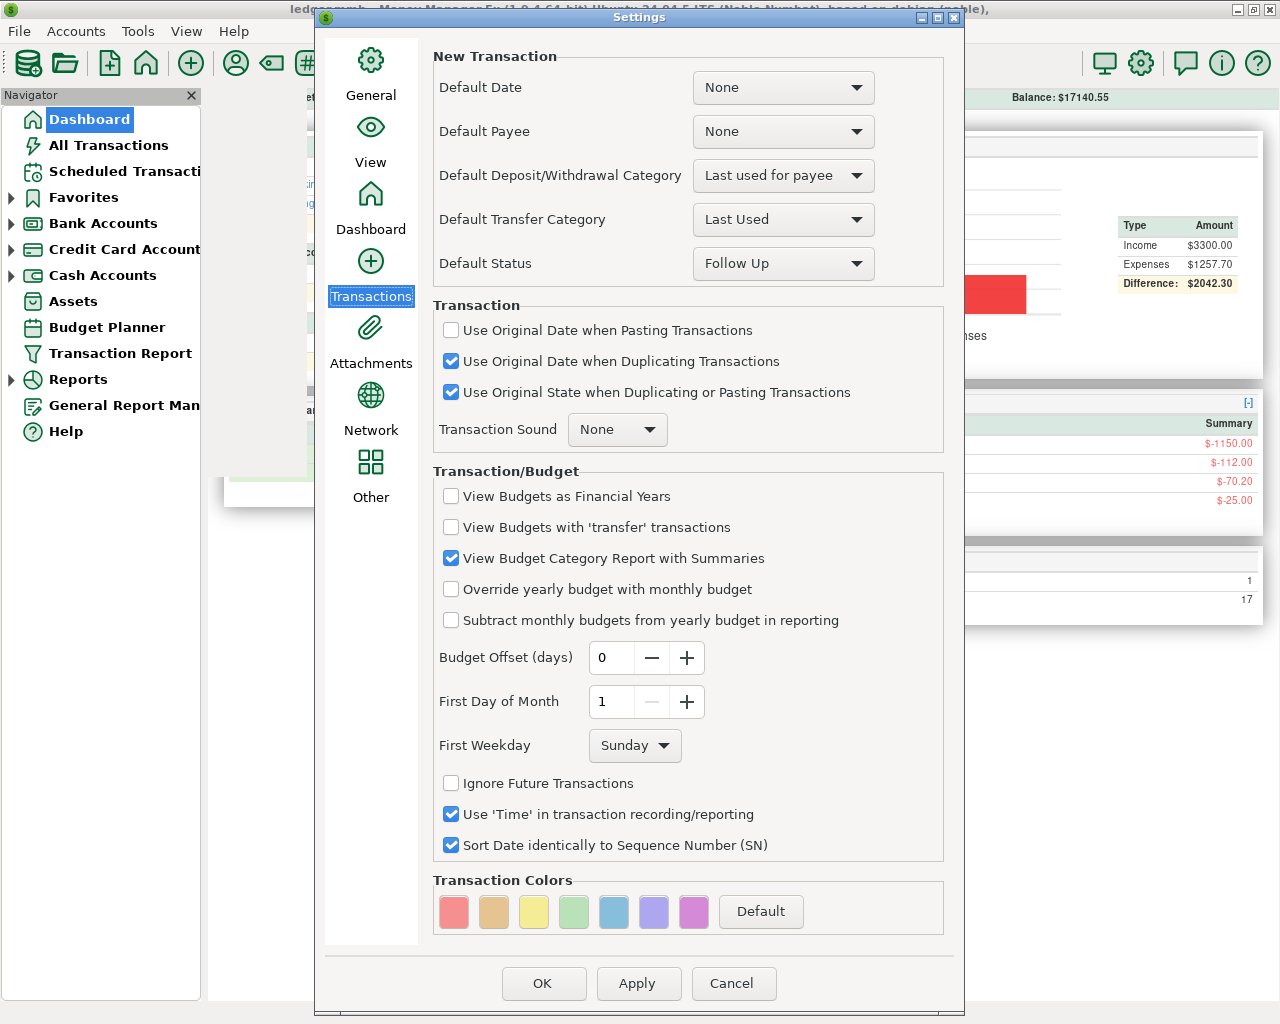 Settings
File Accounts Tools View Help
Navigator
Dashboard
All Transactions
Scheduled Transacti
Favorites
Bank Accounts
Credit Card Account
Cash Accounts
Assets
Budget Planner
Transaction Report
Reports
General Report Man
Help
General
View
Dashboard
Transactions
Attachments
Network
Other
New Transaction
Default Date None
Default Payee None
Default Deposit/Withdrawal Category Last used for payee
Default Transfer Category Last Used
Default Status Follow Up
Transaction
Use Original Date when Pasting Transactions
Use Original Date when Duplicating Transactions
Use Original State when Duplicating or Pasting Transactions
Transaction Sound None
Transaction/Budget
View Budgets as Financial Years
View Budgets with 'transfer' transactions
View Budget Category Report with Summaries
Override yearly budget with monthly budget
Subtract monthly budgets from yearly budget in reporting
Budget Offset (days) 0
First Day of Month 1
First Weekday Sunday
Ignore Future Transactions
Use 'Time' in transaction recording/reporting
Sort Date identically to Sequence Number (SN)
Transaction Colors
Default
OK Apply Cancel
Balance: $17140.55
Type Amount
Income $3300.00
Expenses $1257.70
Difference: $2042.30
nses
[-]
Summary
$-1150.00
$-112.00
$-70.20
$-25.00
1
17